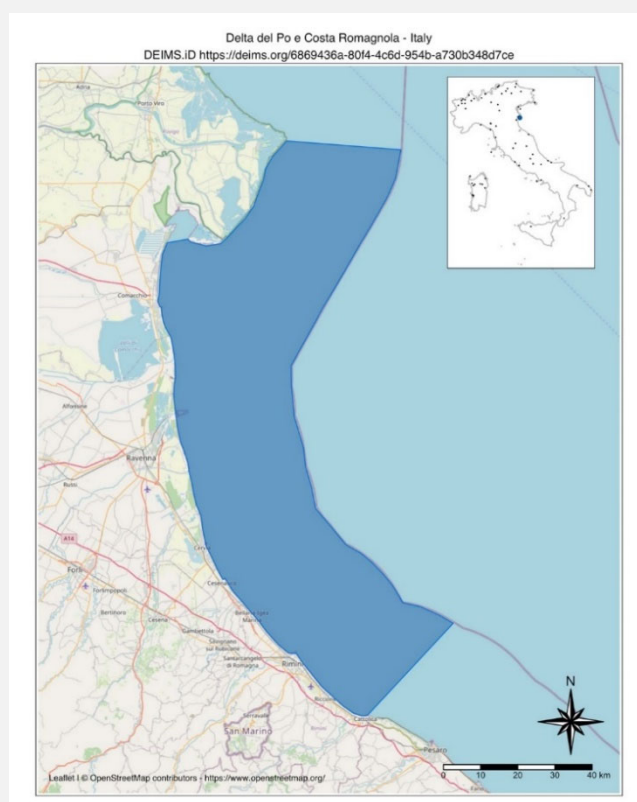 Delta del Po e Costa Romagnola - Italy
DEIMS.iD https://deims.org/6869436a-80f4-4c6d-954b-a730b348d7ce
Adria
Porto Viro
Comacchio
Alfonsine
Ravenna
Russi
A14
Forlì
Forlimpopoli
Bertinoro
Cesena
Cesenatico
Bellaria-Igea
Marina
Gambettola
Savignano
sul Rubicone
Santarcangelo
di Romagna
Rimini
Riccione
Cattolica
Serravalle
San Marino
Pesaro
Fano
N
0 10 20 30 40 km
Leaflet | © OpenStreetMap contributors - https://www.openstreetmap.org/